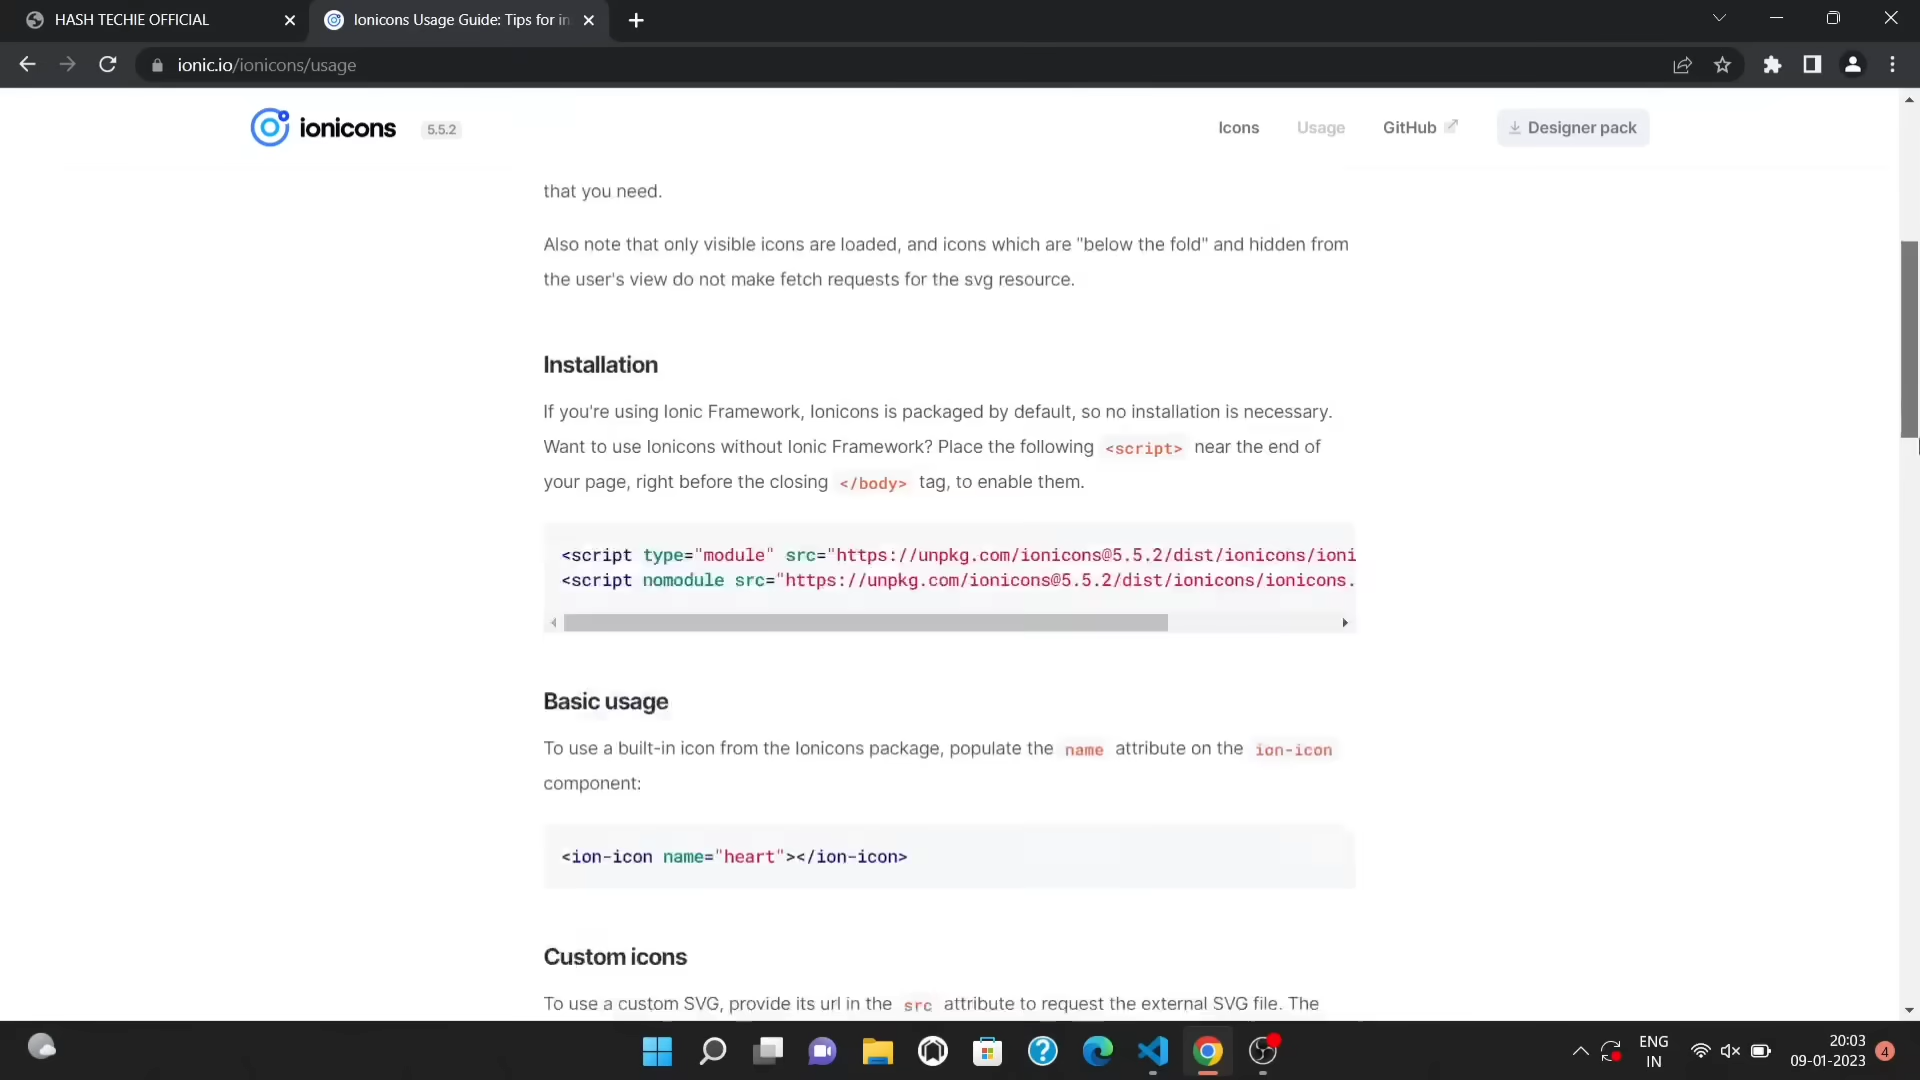 HASH TECHIE OFFICIAL
Ionicons Usage Guide: Tips for in
ionic.io/ionicons/usage
ionicons 5.5.2
Icons Usage GitHub Designer pack
that you need.
Also note that only visible icons are loaded, and icons which are "below the fold" and hidden from
the user's view do not make fetch requests for the svg resource.
Installation
If you're using Ionic Framework, Ionicons is packaged by default, so no installation is necessary.
Want to use Ionicons without Ionic Framework? Place the following <script> near the end of
your page, right before the closing </body> tag, to enable them.
<script type="module" src="https://unpkg.com/ionicons@5.5.2/dist/ionicons/ioni
<script nomodule src="https://unpkg.com/ionicons@5.5.2/dist/ionicons/ionicons.
Basic usage
To use a built-in icon from the Ionicons package, populate the name attribute on the ion-icon
component:
<ion-icon name="heart"></ion-icon>
Custom icons
To use a custom SVG, provide its url in the src attribute to request the external SVG file. The
ENG
IN
20:03
09-01-2023
4